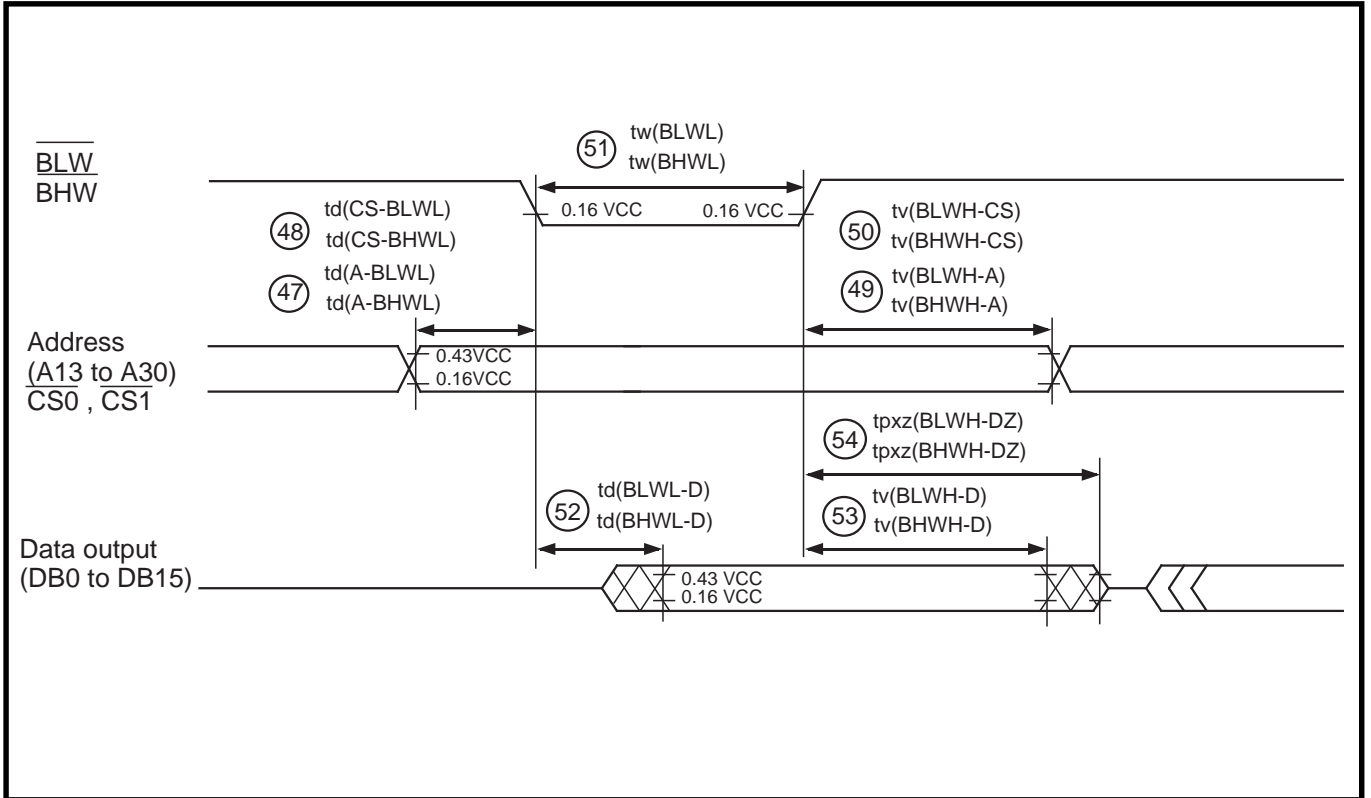 BLW
BHW
51
tw(BLWL)
tw(BHWL)
0.16 VCC
0.16 VCC
48
td(CS-BLWL)
td(CS-BHWL)
47
td(A-BLWL)
td(A-BHWL)
50
tv(BLWH-CS)
tv(BHWH-CS)
49
tv(BLWH-A)
tv(BHWH-A)
Address
(A13 to A30)
CS0 , CS1
0.43VCC
0.16VCC
54
tpxz(BLWH-DZ)
tpxz(BHWH-DZ)
52
td(BLWL-D)
td(BHWL-D)
53
tv(BLWH-D)
tv(BHWH-D)
Data output
(DB0 to DB15)
0.43 VCC
0.16 VCC